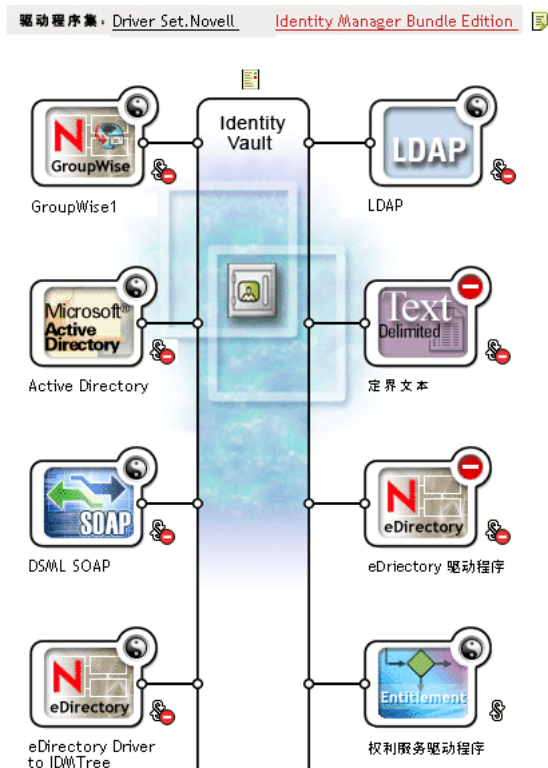 驱动程序集: Driver Set.Novell Identity Manager Bundle Edition
Identity
Vault
N
GroupWise
GroupWise1
LDAP
LDAP
Microsoft®
Active
Directory
Active Directory
Text
Delimited
定界文本
SOAP
DSML SOAP
N
eDirectory
eDriectory 驱动程序
N
eDirectory
eDirectory Driver
to IDMTree
Entitlement
权利服务驱动程序